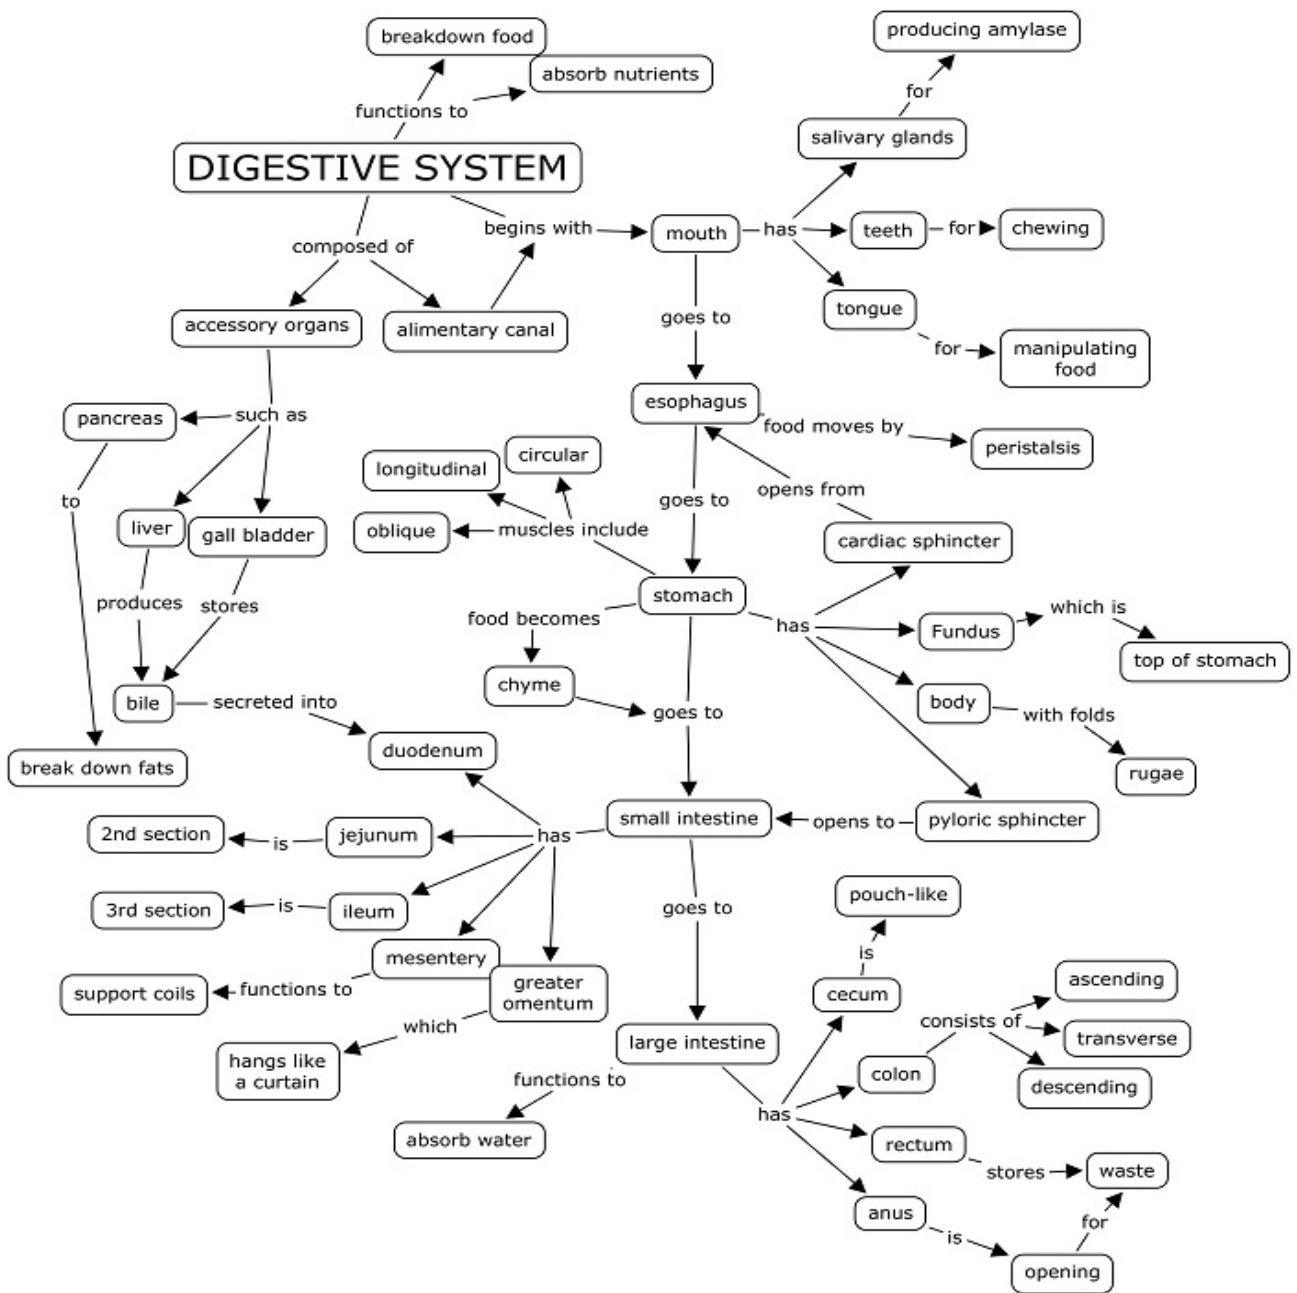 breakdown food
producing amylase
absorb nutrients
for
functions to
salivary glands
DIGESTIVE SYSTEM
begins with
mouth
has
teeth
for
chewing
composed of
tongue
accessory organs
alimentary canal
goes to
for
manipulating
food
pancreas
such as
esophagus
food moves by
peristalsis
circular
longitudinal
opens from
to
goes to
liver
gall bladder
oblique
muscles include
cardiac sphincter
produces
stores
stomach
food becomes
has
Fundus
which is
top of stomach
chyme
bile
secreted into
goes to
body
with folds
duodenum
break down fats
rugae
2nd section
is
jejunum
has
small intestine
opens to
pyloric sphincter
3rd section
is
ileum
goes to
pouch-like
is
mesentery
support coils
functions to
greater
omentum
cecum
ascending
which
consists of
transverse
hangs like
a curtain
large intestine
colon
descending
functions to
has
absorb water
rectum
stores
waste
anus
is
for
opening